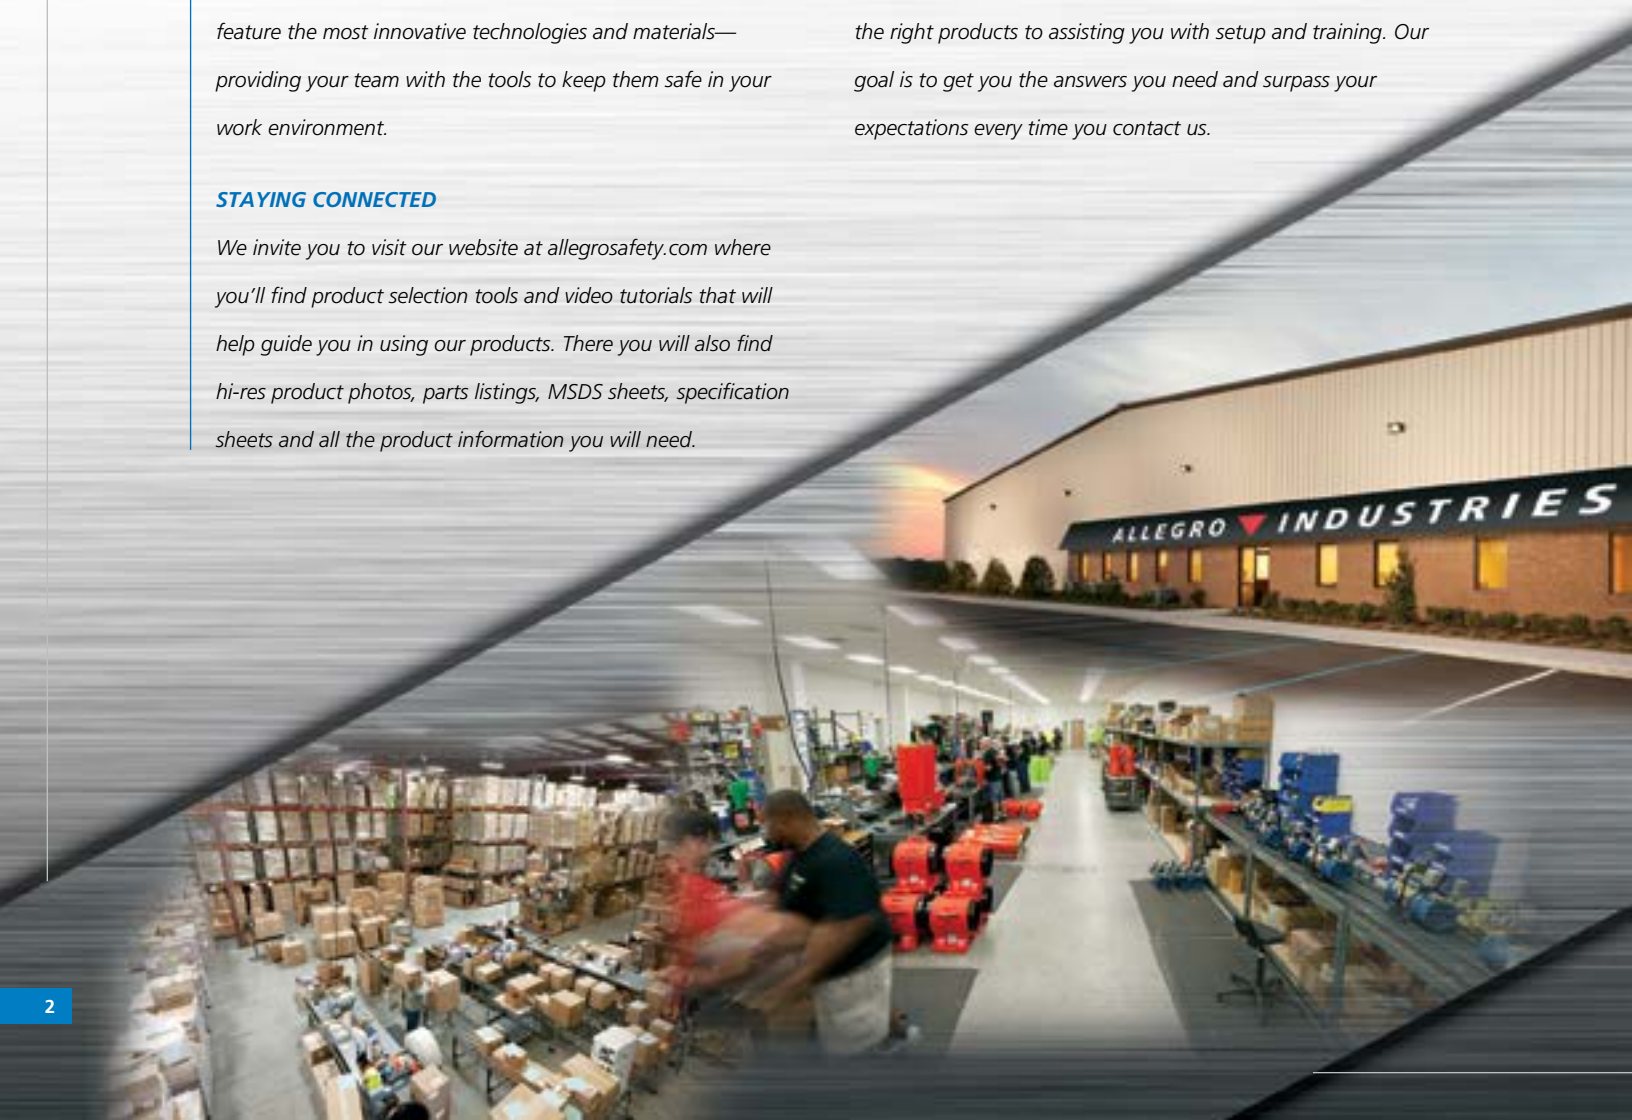 feature the most innovative technologies and materials—
providing your team with the tools to keep them safe in your
work environment.
STAYING CONNECTED
We invite you to visit our website at allegrosafety.com where
you’ll find product selection tools and video tutorials that will
help guide you in using our products. There you will also find
hi-res product photos, parts listings, MSDS sheets, specification
sheets and all the product information you will need.
the right products to assisting you with setup and training. Our
goal is to get you the answers you need and surpass your
expectations every time you contact us.
ALLEGRO INDUSTRIES
2